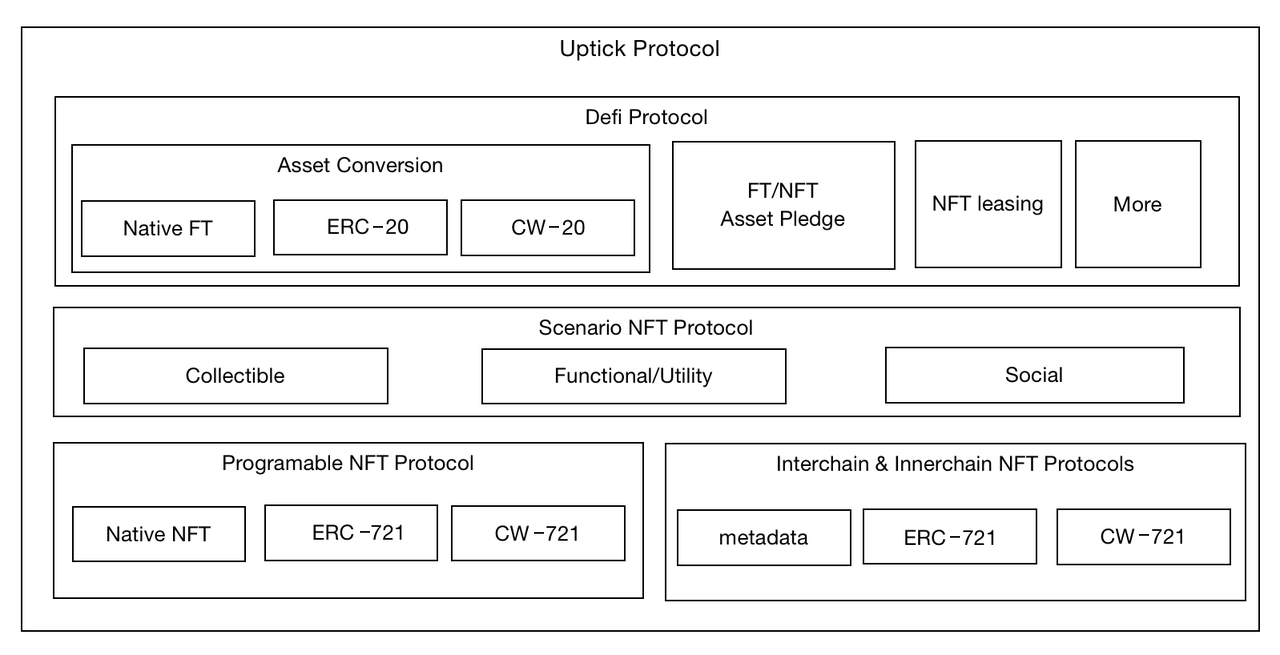 Uptick Protocol
Defi Protocol
Asset Conversion
Native FT
ERC-20
CW-20
FT/NFT
Asset Pledge
NFT leasing
More
Scenario NFT Protocol
Collectible
Functional/Utility
Social
Programable NFT Protocol
Native NFT
ERC-721
CW-721
Interchain & Innerchain NFT Protocols
metadata
ERC-721
CW-721